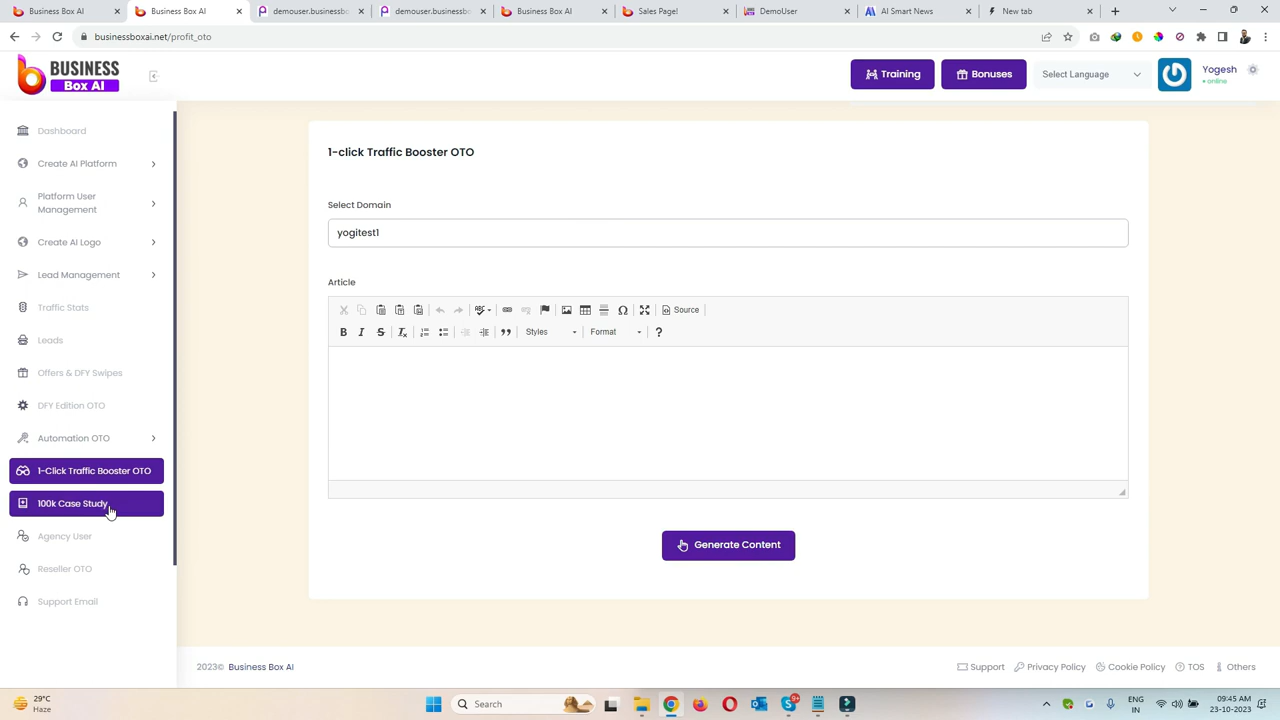 Business Box AI
Business Box AI
demouser.businessb
demouser.businessb
Business Box AI
Sales Page!
DemoUser
AI Smart News
New tab
businessboxai.net/profit_oto
BUSINESS
Box AI
Training
Bonuses
Select Language
Yogesh
online
Dashboard
Create AI Platform
Platform User
Management
Create AI Logo
Lead Management
Traffic Stats
Leads
Offers & DFY Swipes
DFY Edition OTO
Automation OTO
1-Click Traffic Booster OTO
100k Case Study
Agency User
Reseller OTO
Support Email
1-click Traffic Booster OTO
Select Domain
yogitest1
Article
Source
B I S Styles Format ?
Generate Content
2023© Business Box AI
Support Privacy Policy Cookie Policy TOS Others
29°C
Haze
Search
9+
ENG
IN
09:45 AM
23-10-2023